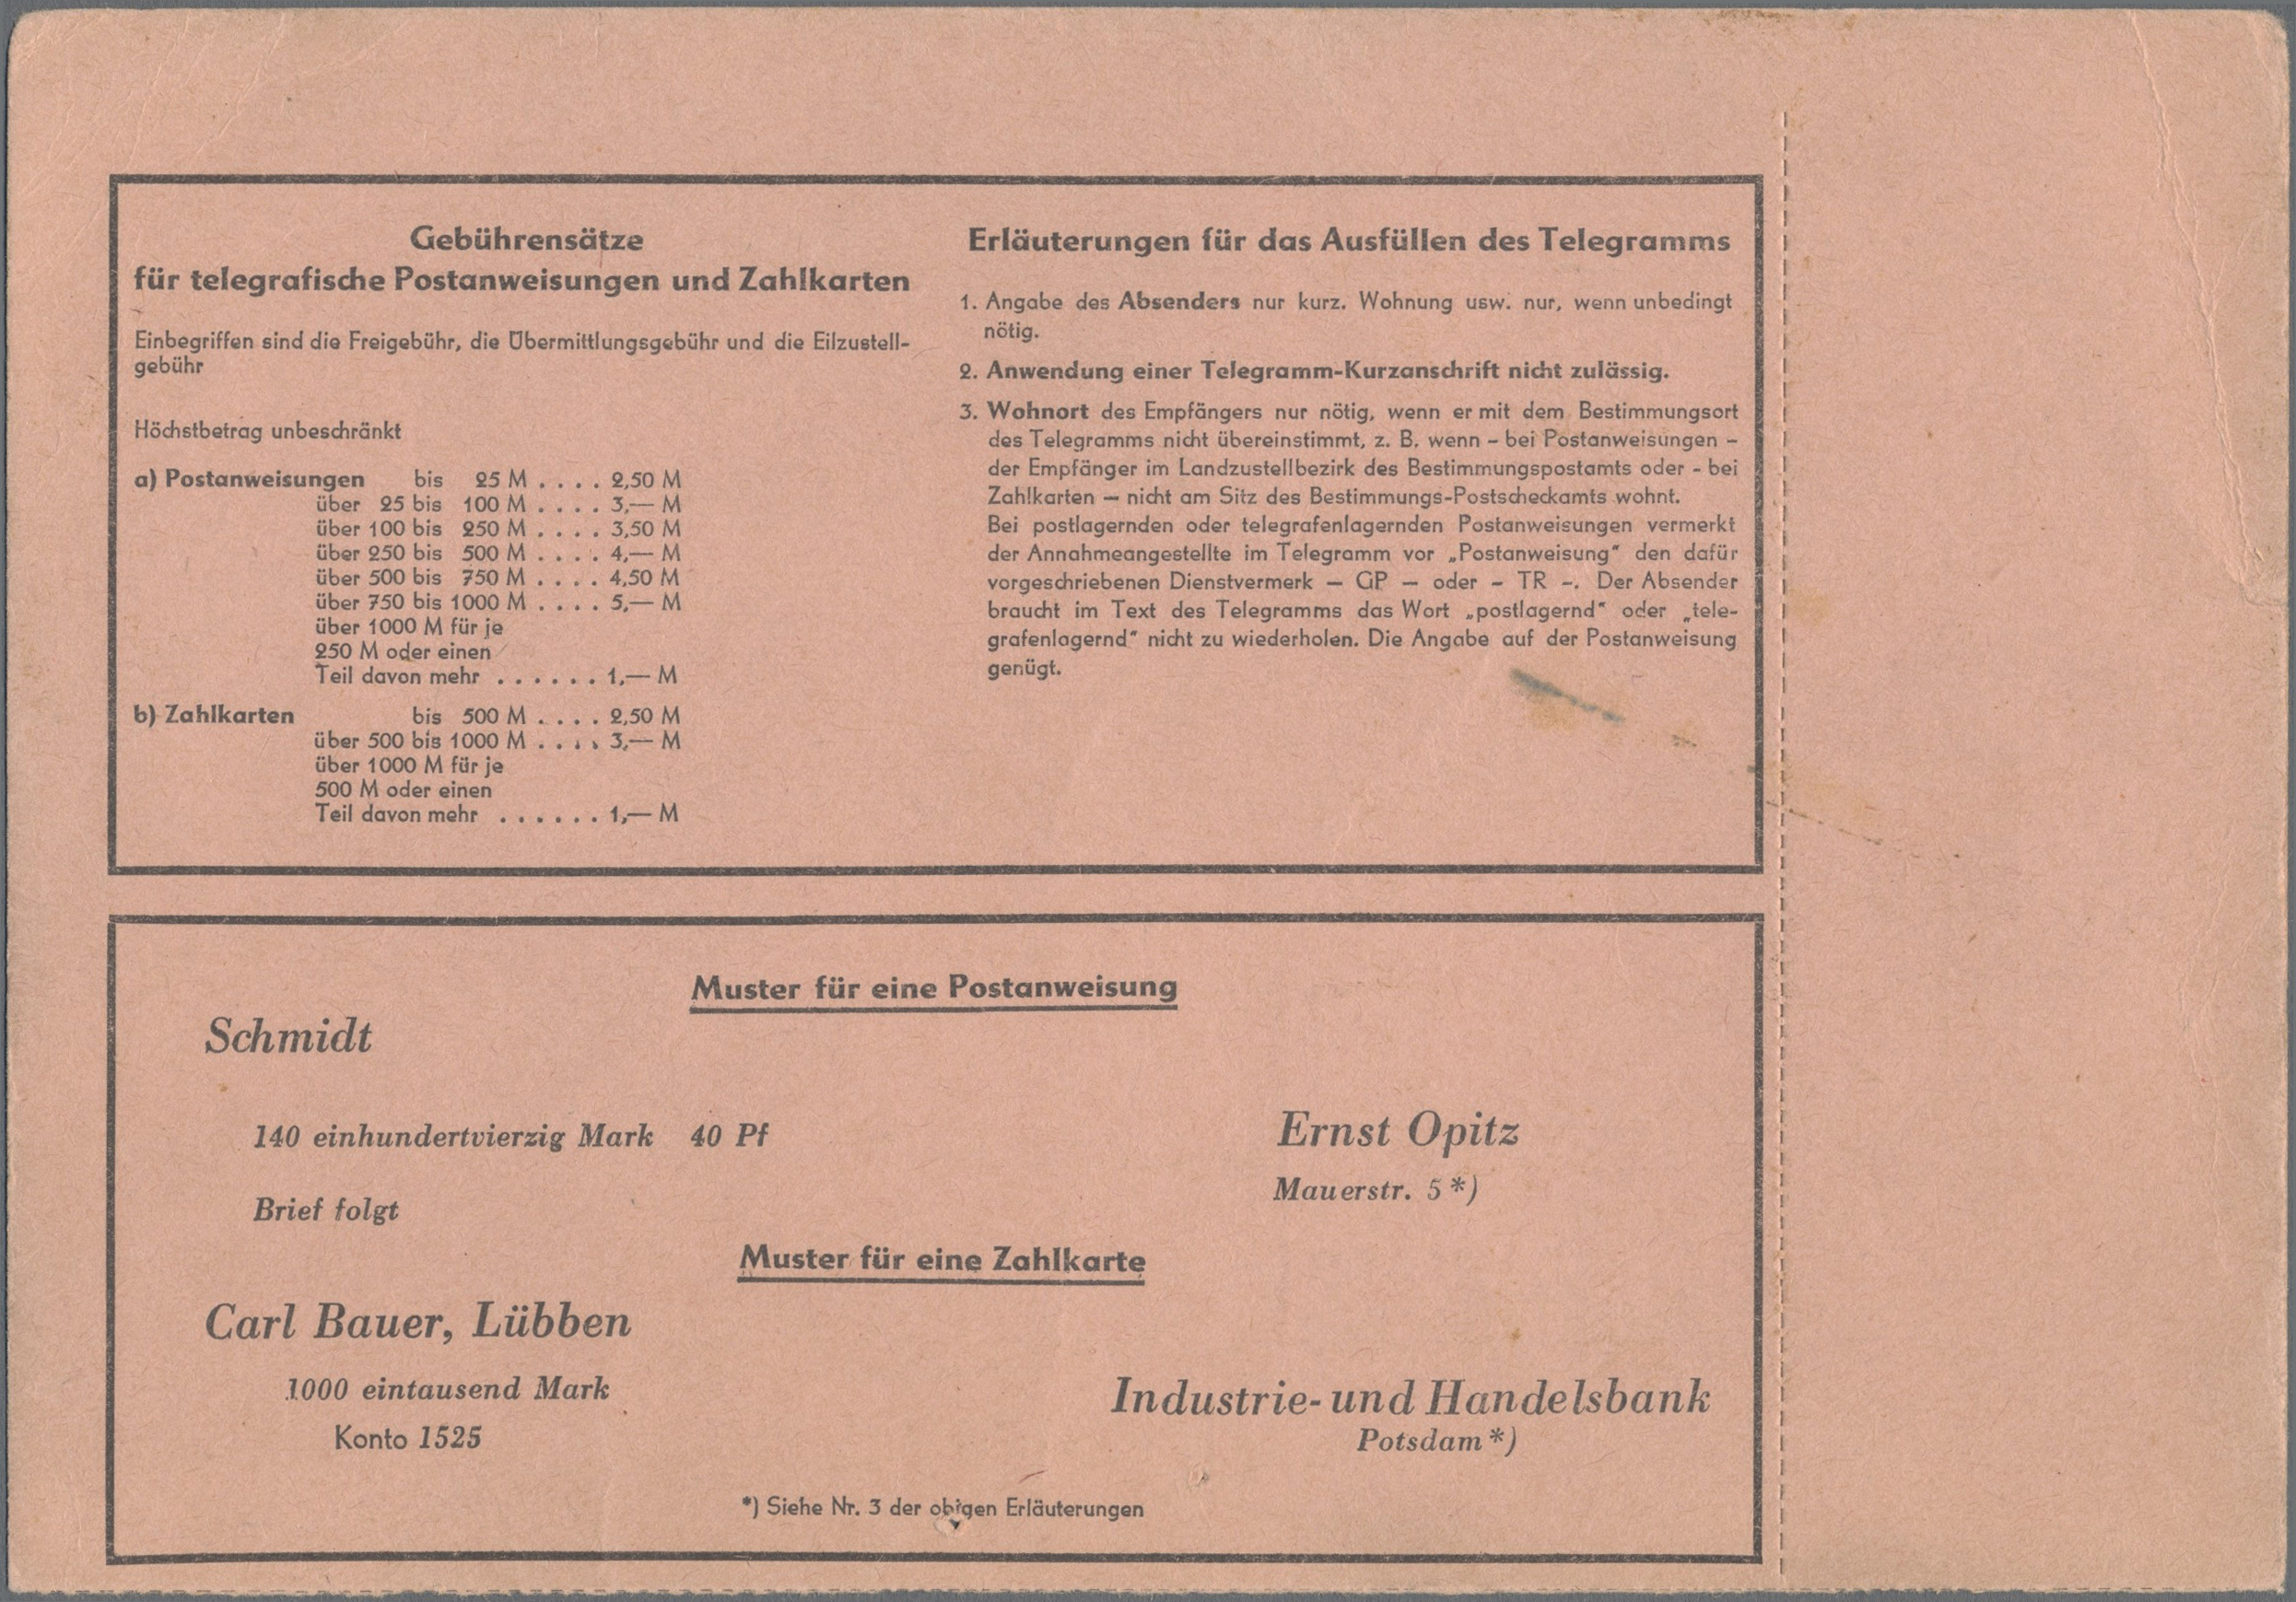 Gebührensätze
für telegrafische Postanweisungen und Zahlkarten
Einbegriffen sind die Freigebühr, die Übermittlungsgebühr und die Eilzustell-
gebühr
Höchstbetrag unbeschränkt
a) Postanweisungen bis 25 M . . . . 2,50 M
über 25 bis 100 M . . . . 3,— M
über 100 bis 250 M . . . . 3,50 M
über 250 bis 500 M . . . . 4,— M
über 500 bis 750 M . . . . 4,50 M
über 750 bis 1000 M . . . . 5,— M
über 1000 M für je
250 M oder einen
Teil davon mehr . . . . . . 1,— M
b) Zahlkarten bis 500 M . . . . 2,50 M
über 500 bis 1000 M . . . . 3,— M
über 1000 M für je
500 M oder einen
Teil davon mehr . . . . . . 1,— M
Erläuterungen für das Ausfüllen des Telegramms
1. Angabe des Absenders nur kurz. Wohnung usw. nur, wenn unbedingt
nötig.
2. Anwendung einer Telegramm-Kurzanschrift nicht zulässig.
3. Wohnort des Empfängers nur nötig, wenn er mit dem Bestimmungsort
des Telegramms nicht übereinstimmt, z. B. wenn – bei Postanweisungen –
der Empfänger im Landzustellbezirk des Bestimmungspostamts oder - bei
Zahlkarten — nicht am Sitz des Bestimmungs-Postscheckamts wohnt.
Bei postlagernden oder telegrafenlagernden Postanweisungen vermerkt
der Annahmeangestellte im Telegramm vor „Postanweisung“ den dafür
vorgeschriebenen Dienstvermerk — GP — oder – TR –. Der Absender
braucht im Text des Telegramms das Wort „postlagernd“ oder „tele-
grafenlagernd“ nicht zu wiederholen. Die Angabe auf der Postanweisung
genügt.
Muster für eine Postanweisung
Schmidt
140 einhundertvierzig Mark 40 Pf
Ernst Opitz
Mauerstr. 5 *)
Brief folgt
Muster für eine Zahlkarte
Carl Bauer, Lübben
1000 eintausend Mark
Konto 1525
Industrie- und Handelsbank
Potsdam *)
*) Siehe Nr. 3 der obigen Erläuterungen